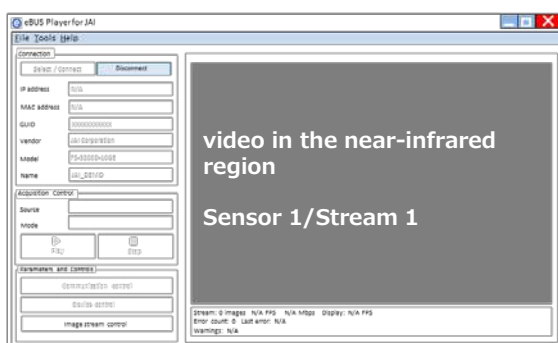 eBUS Player for JAI
File Tools Help
Connection
Select / Connect
Disconnect
IP address N/A
MAC address N/A
GUID XXXXXXXXXXX
Vendor JAI Corporation
Model
Name
Acquisition Control
Source
Mode
Play
Stop
Parameters and Controls
Communication control
Device control
Image stream control
video in the near-infrared
region
Sensor 1/Stream 1
Stream: 0 images N/A FPS N/A Mbps Display: N/A FPS
Error count: 0 Last error: N/A
Warnings: N/A